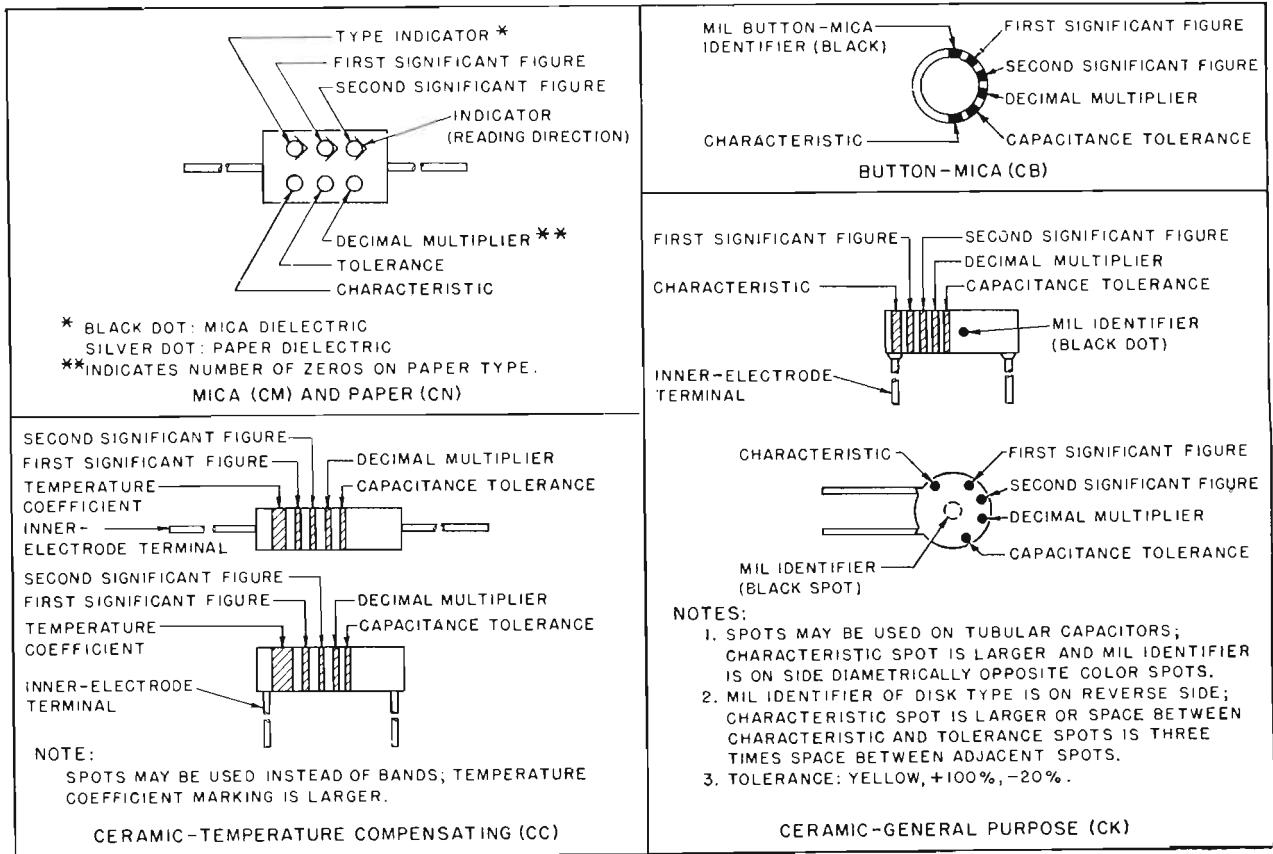 TYPE INDICATOR *
FIRST SIGNIFICANT FIGURE
SECOND SIGNIFICANT FIGURE
INDICATOR
(READING DIRECTION)
DECIMAL MULTIPLIER **
TOLERANCE
CHARACTERISTIC
* BLACK DOT: MICA DIELECTRIC
SILVER DOT: PAPER DIELECTRIC
**INDICATES NUMBER OF ZEROS ON PAPER TYPE.
MICA (CM) AND PAPER (CN)
SECOND SIGNIFICANT FIGURE
FIRST SIGNIFICANT FIGURE
DECIMAL MULTIPLIER
TEMPERATURE
COEFFICIENT
CAPACITANCE TOLERANCE
INNER-
ELECTRODE TERMINAL
SECOND SIGNIFICANT FIGURE
FIRST SIGNIFICANT FIGURE
DECIMAL MULTIPLIER
TEMPERATURE
COEFFICIENT
CAPACITANCE TOLERANCE
INNER-ELECTRODE
TERMINAL
NOTE:
SPOTS MAY BE USED INSTEAD OF BANDS; TEMPERATURE
COEFFICIENT MARKING IS LARGER.
CERAMIC-TEMPERATURE COMPENSATING (CC)
MIL BUTTON-MICA
IDENTIFIER (BLACK)
FIRST SIGNIFICANT FIGURE
SECOND SIGNIFICANT FIGURE
DECIMAL MULTIPLIER
CHARACTERISTIC
CAPACITANCE TOLERANCE
BUTTON-MICA (CB)
FIRST SIGNIFICANT FIGURE
SECOND SIGNIFICANT FIGURE
DECIMAL MULTIPLIER
CHARACTERISTIC
CAPACITANCE TOLERANCE
MIL IDENTIFIER
(BLACK DOT)
INNER-ELECTRODE
TERMINAL
CHARACTERISTIC
FIRST SIGNIFICANT FIGURE
SECOND SIGNIFICANT FIGURE
DECIMAL MULTIPLIER
CAPACITANCE TOLERANCE
MIL IDENTIFIER
(BLACK SPOT)
NOTES:
1. SPOTS MAY BE USED ON TUBULAR CAPACITORS;
CHARACTERISTIC SPOT IS LARGER AND MIL IDENTIFIER
IS ON SIDE DIAMETRICALLY OPPOSITE COLOR SPOTS.
2. MIL IDENTIFIER OF DISK TYPE IS ON REVERSE SIDE;
CHARACTERISTIC SPOT IS LARGER OR SPACE BETWEEN
CHARACTERISTIC AND TOLERANCE SPOTS IS THREE
TIMES SPACE BETWEEN ADJACENT SPOTS.
3. TOLERANCE: YELLOW, +100%, -20%.
CERAMIC-GENERAL PURPOSE (CK)